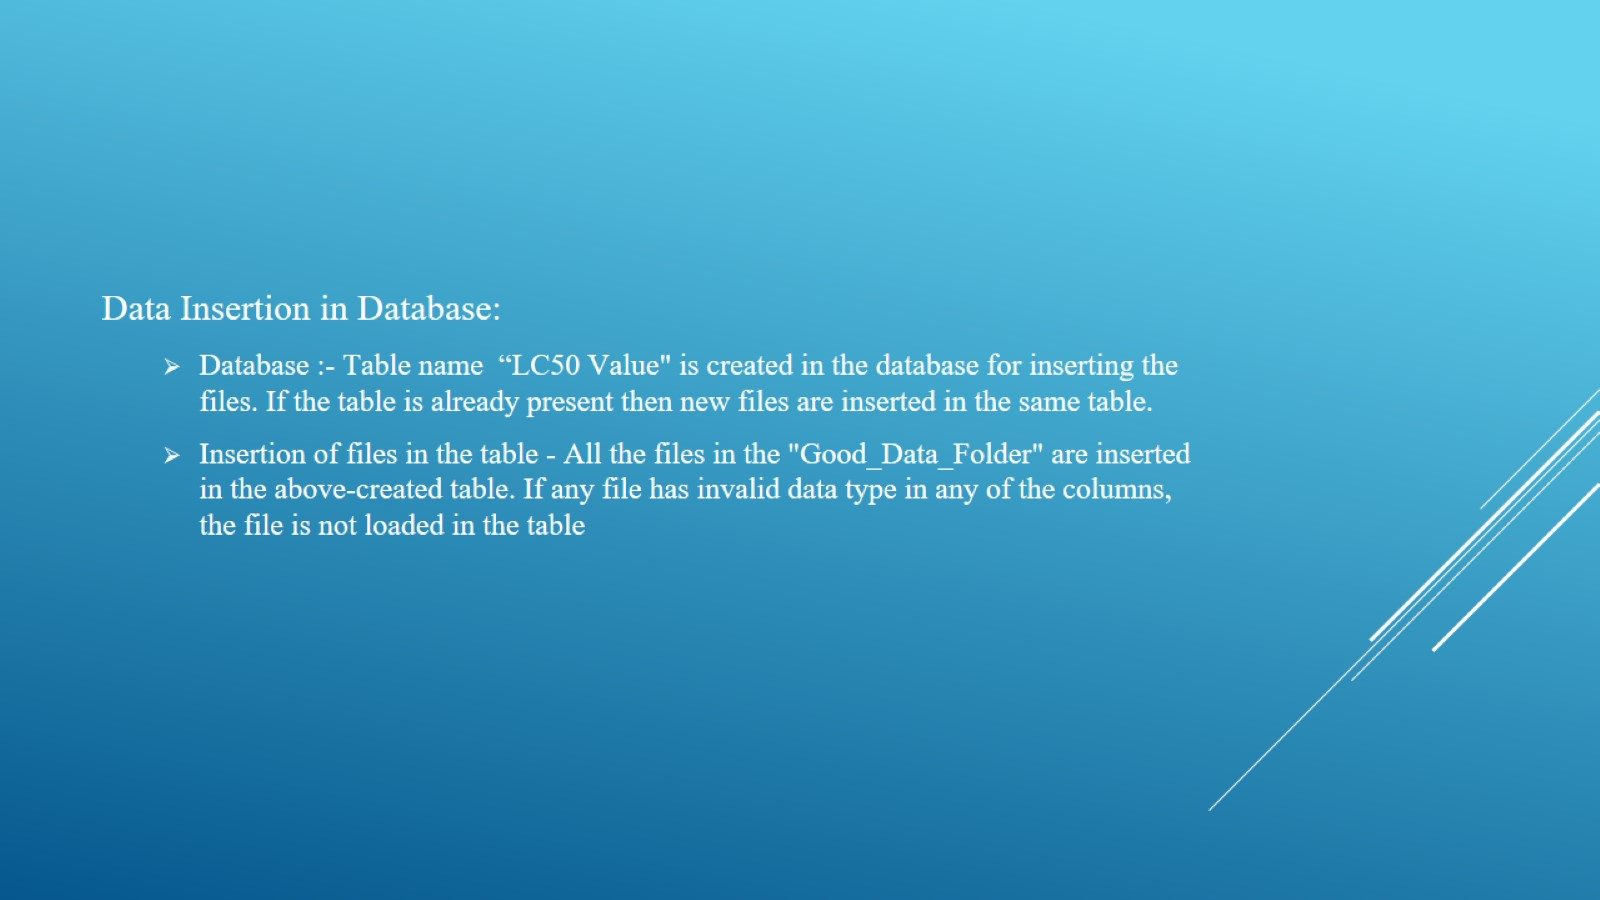 Data Insertion in Database:
➢ Database :- Table name  “LC50 Value" is created in the database for inserting the
files. If the table is already present then new files are inserted in the same table.
➢ Insertion of files in the table - All the files in the "Good_Data_Folder" are inserted
in the above-created table. If any file has invalid data type in any of the columns,
the file is not loaded in the table